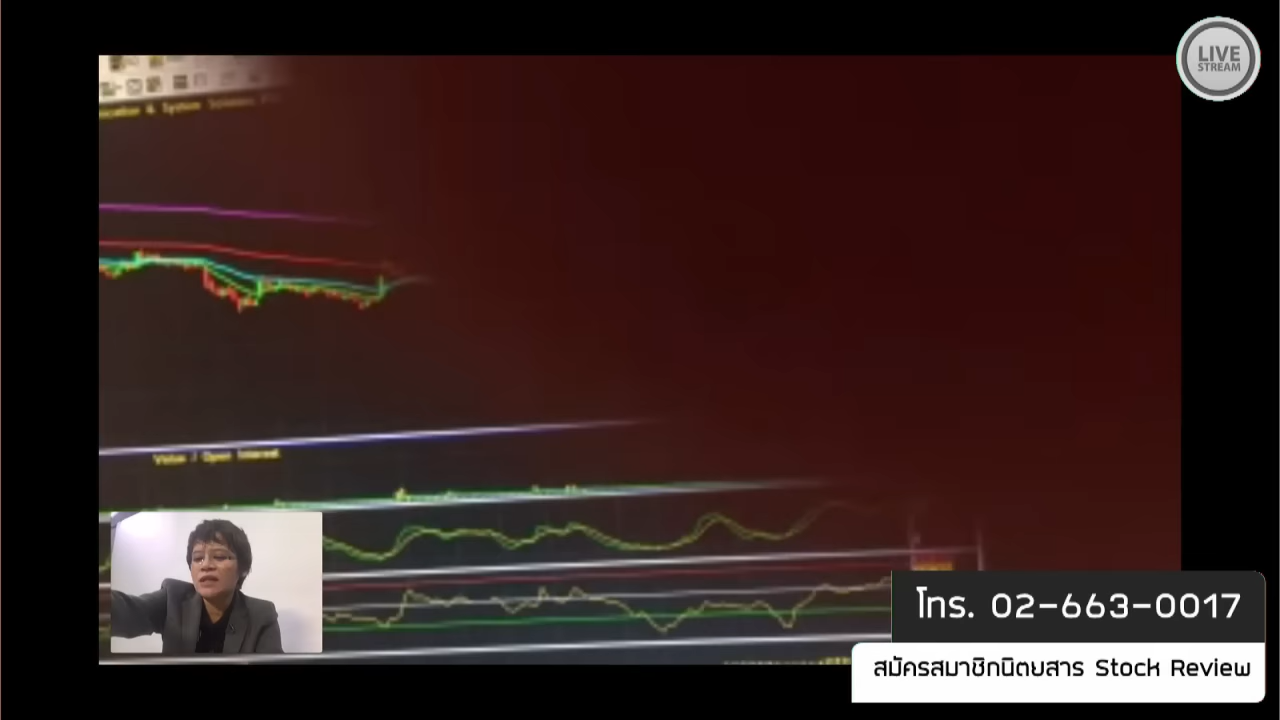 LIVE
STREAM
Volume / Open Interest
โทร. 02-663-0017
สมัครสมาชิกนิตยสาร Stock Review